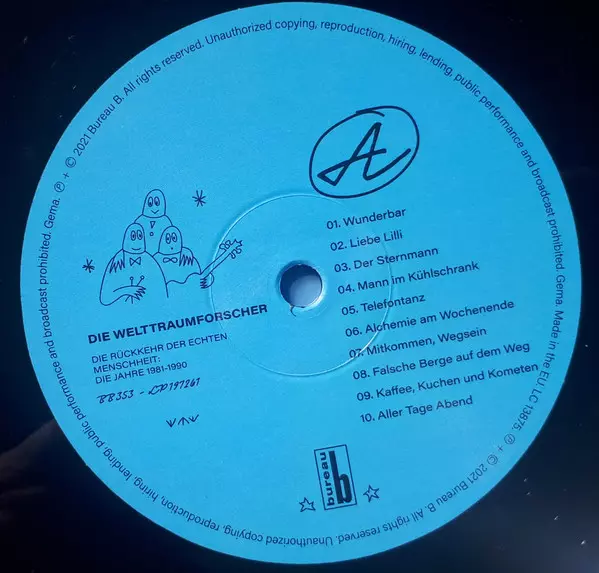 ℗ + © 2021 Bureau B. All rights reserved. Unauthorized copying, reproduction, hiring, lending, public performance and broadcast prohibited. Gema. Made in the EU. LC 13875. ℗ + © 2021 Bureau B. All rights reserved. Unauthorized copying, reproduction, hiring, lending, public performance and broadcast prohibited. Gema.
A
01. Wunderbar
02. Liebe Lilli
03. Der Sternmann
04. Mann im Kühlschrank
05. Telefontanz
06. Alchemie am Wochenende
07. Mitkommen, Wegsein
08. Falsche Berge auf dem Weg
09. Kaffee, Kuchen und Kometen
10. Aller Tage Abend
DIE WELTTRAUMFORSCHER
DIE RÜCKKEHR DER ECHTEN
MENSCHHEIT:
DIE JAHRE 1981-1990
BB353 - LP197261
bureau
b